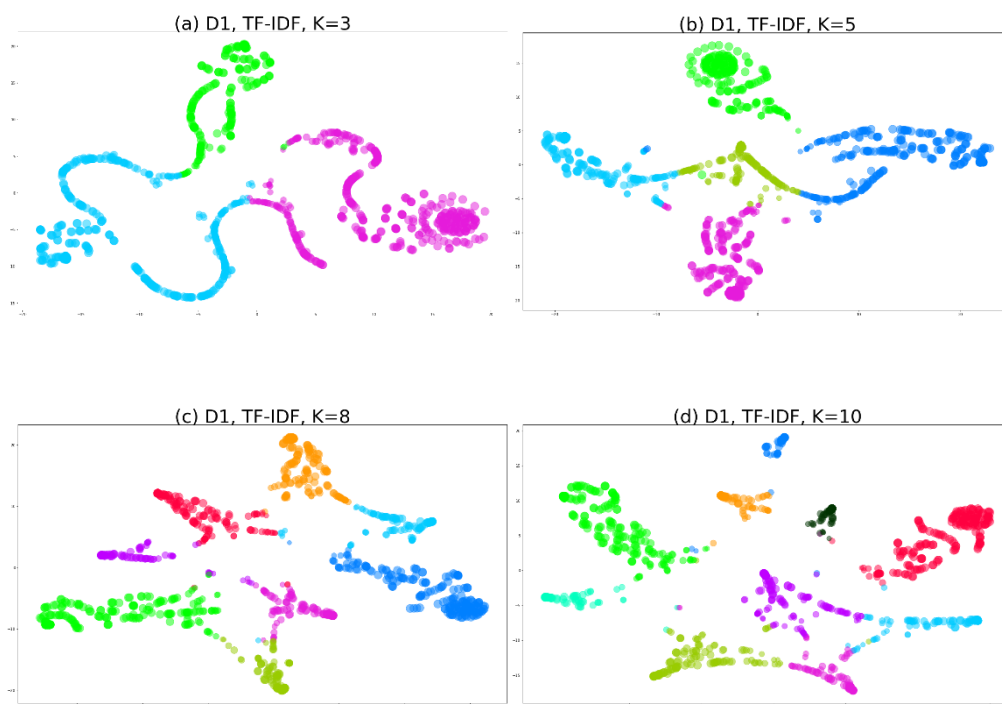 (a) D1, TF-IDF, K=3
(b) D1, TF-IDF, K=5
(c) D1, TF-IDF, K=8
(d) D1, TF-IDF, K=10